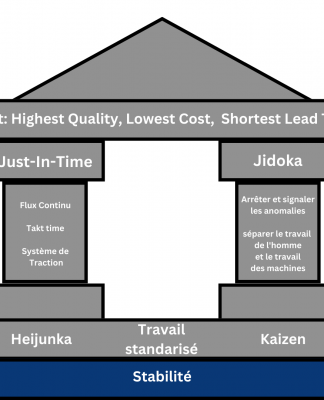 t: Highest Quality, Lowest Cost, Shortest Lead T
Just-In-Time
Jidoka
Flux Continu
Takt time
Système de
Traction
Arrêter et signaler
les anomalies
séparer le travail
de l'homme
et le travail
des machines
Heijunka
Travail
standarisé
Kaizen
Stabilité